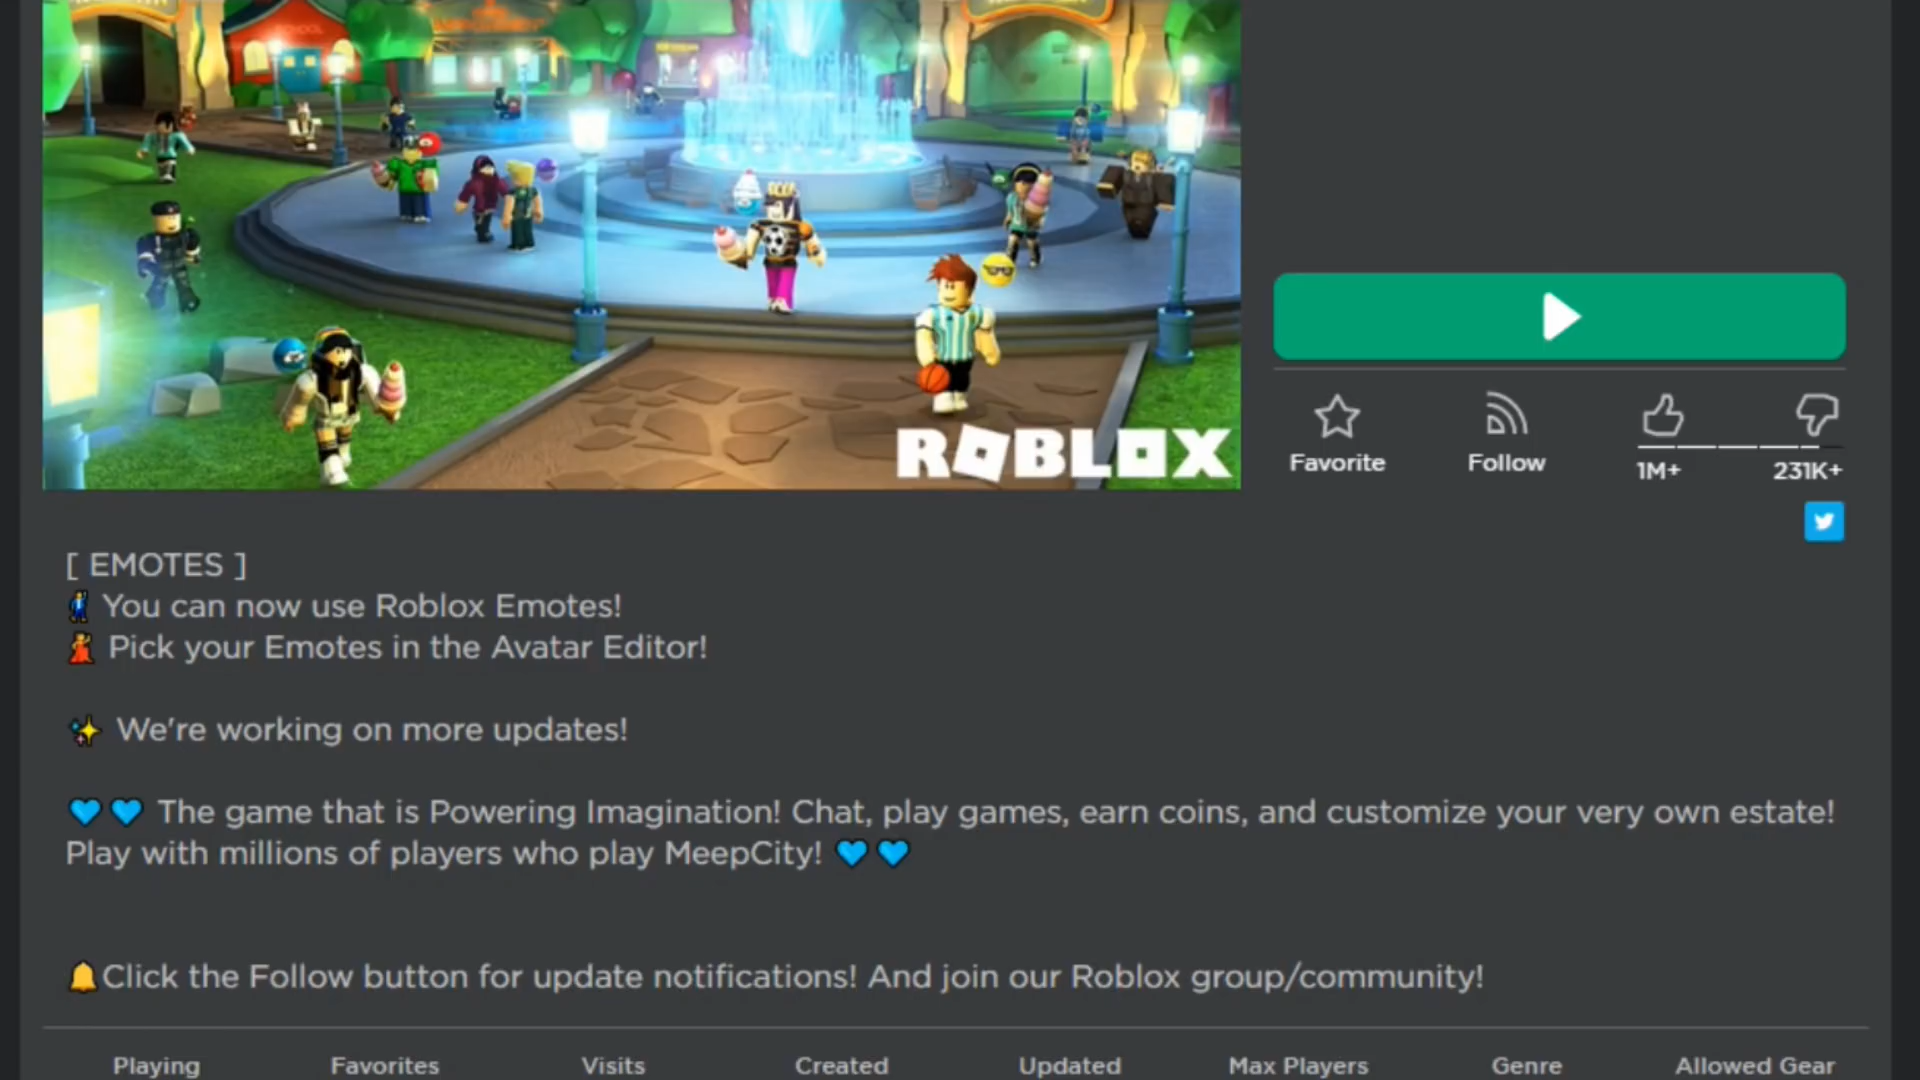 SCHOOL
ROBLOX
Favorite
Follow
1M+
231K+
[ EMOTES ]
You can now use Roblox Emotes!
Pick your Emotes in the Avatar Editor!
We're working on more updates!
The game that is Powering Imagination! Chat, play games, earn coins, and customize your very own estate!
Play with millions of players who play MeepCity!
Click the Follow button for update notifications! And join our Roblox group/community!
Playing Favorites Visits Created Updated Max Players Genre Allowed Gear